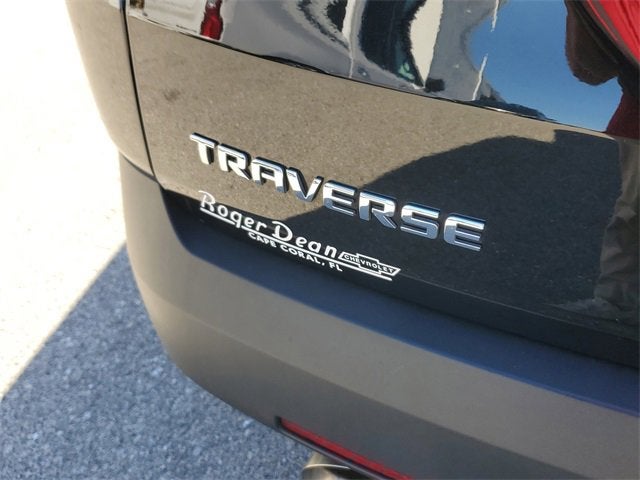 TRAVERSE
Roger Dean
CHEVROLET
CAPE CORAL, FL